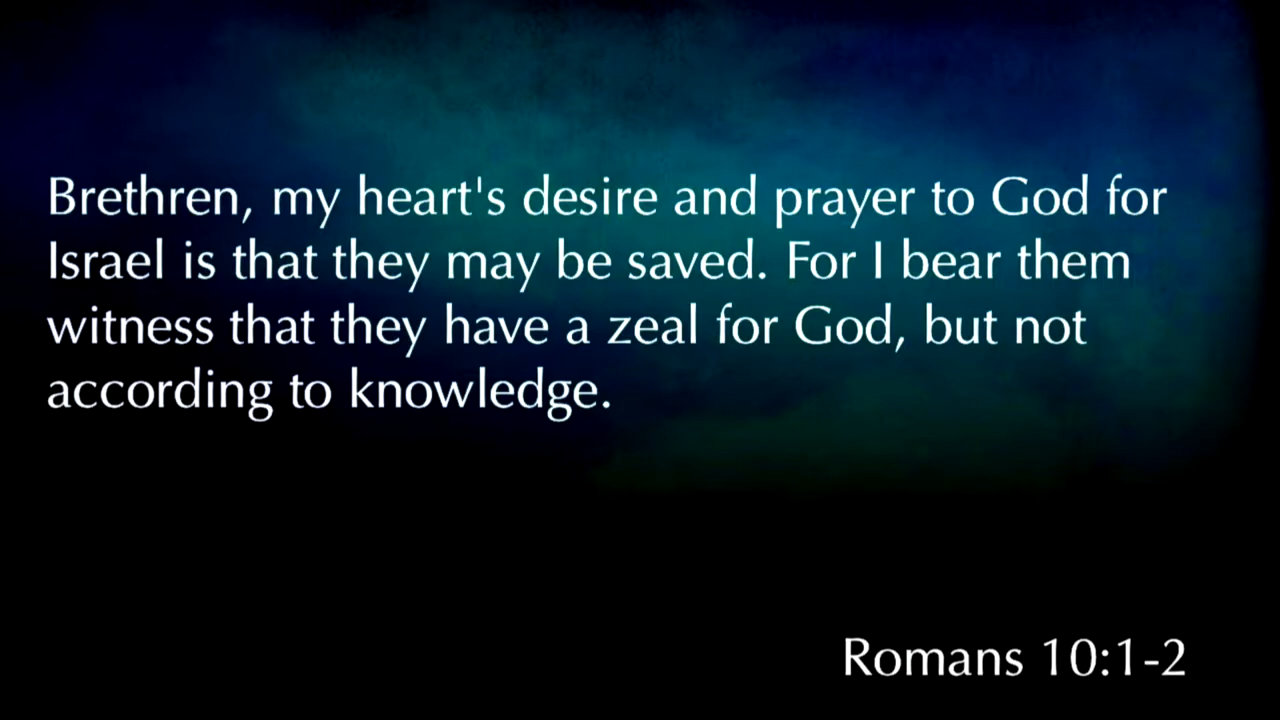 Brethren, my heart's desire and prayer to God for
Israel is that they may be saved. For I bear them
witness that they have a zeal for God, but not
according to knowledge.
Romans 10:1-2